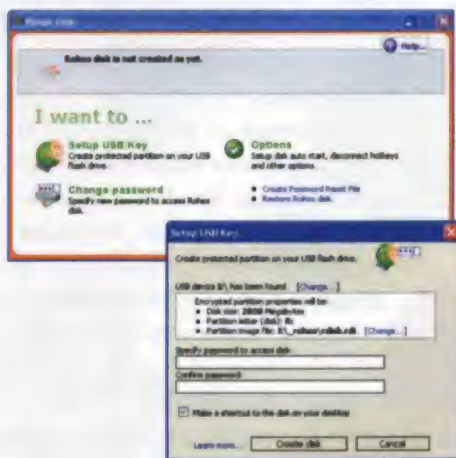 Rohos Disk
Help...
Rohos disk is not created as yet.
I want to ...
Setup USB Key
Create protected partition on your USB
flash drive.
Options
Setup disk auto start, disconnect hotkeys
and other options.
Change password
Specify new password to access Rohos
disk.
Create Password Reset File
Restore Rohos disk.
Setup USB Key
Create protected partition on your USB flash drive.
USB device I:\ has been found [Change...]
Encrypted partition properties will be:
Disk size: 2000 Megabytes
Partition letter (disk): R:
Partition image file: [Change...]
Specify password to access disk
Confirm password:
Make a shortcut to the disk on your desktop
Learn more... Create disk Cancel